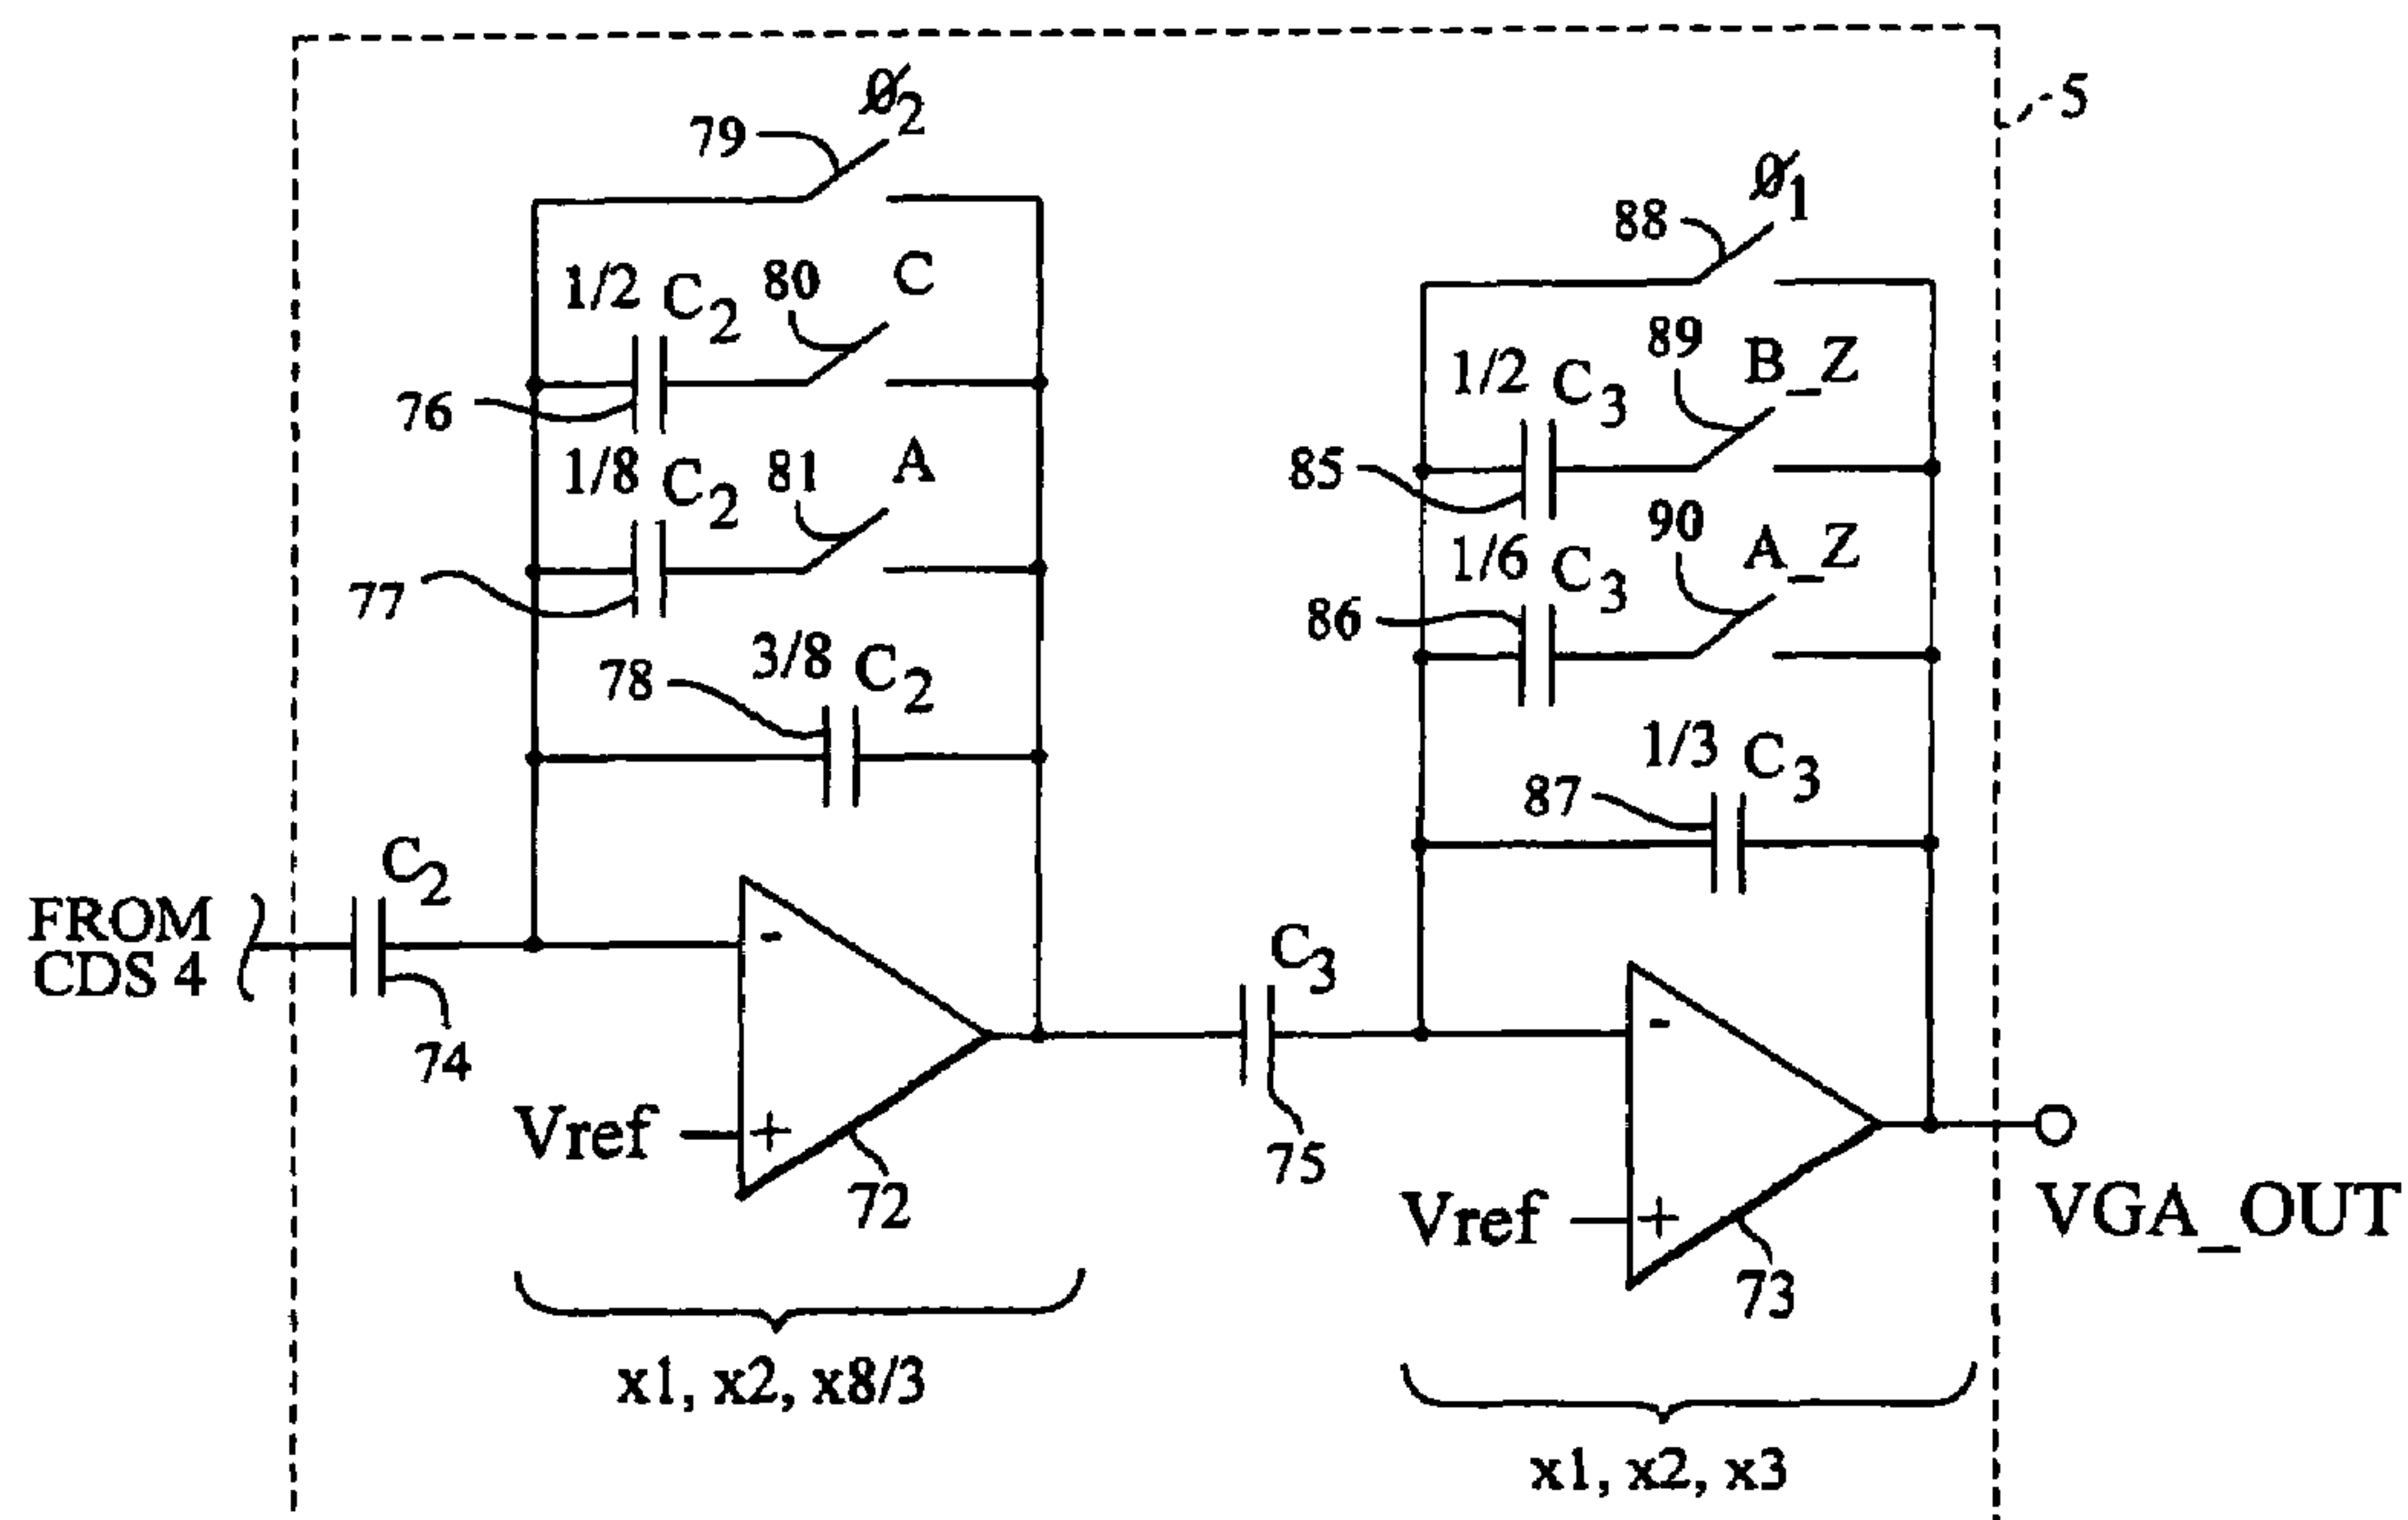 5
79
Ø2
88
Ø1
1/2 C2
80
C
76
1/8 C2
81
A
77
3/8 C2
78
1/2 C3
89
B_Z
85
1/6 C3
90
A_Z
86
1/3 C3
87
C2
FROM
CDS 4
74
-
Vref
+
72
C3
75
-
Vref
+
73
VGA_OUT
x1, x2, x8/3
x1, x2, x3